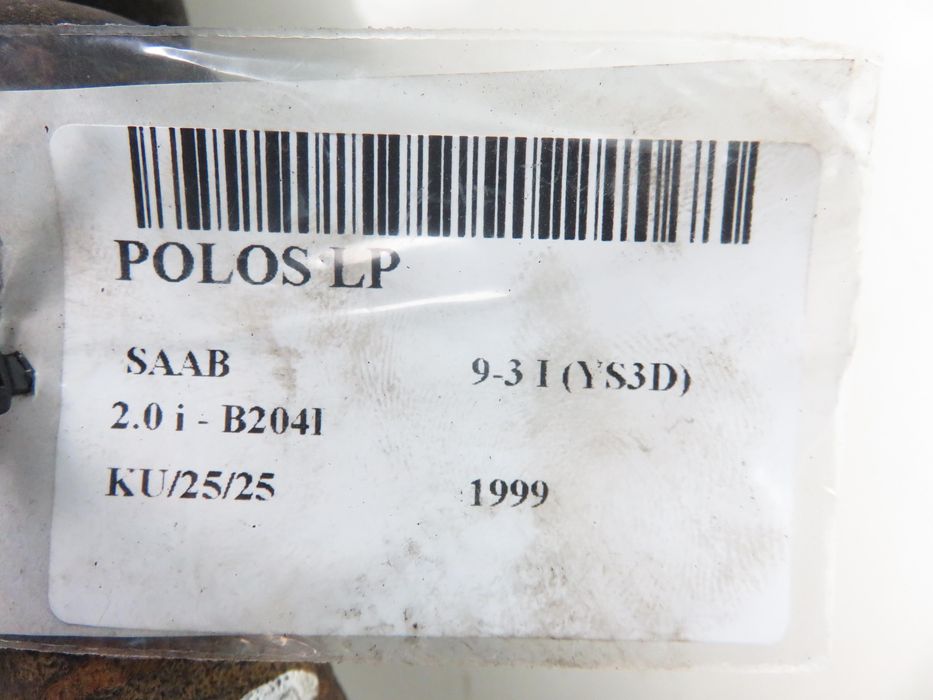 POLOS LP
SAAB 9-3 I (YS3D)
2.0 i - B204I
KU/25/25 1999